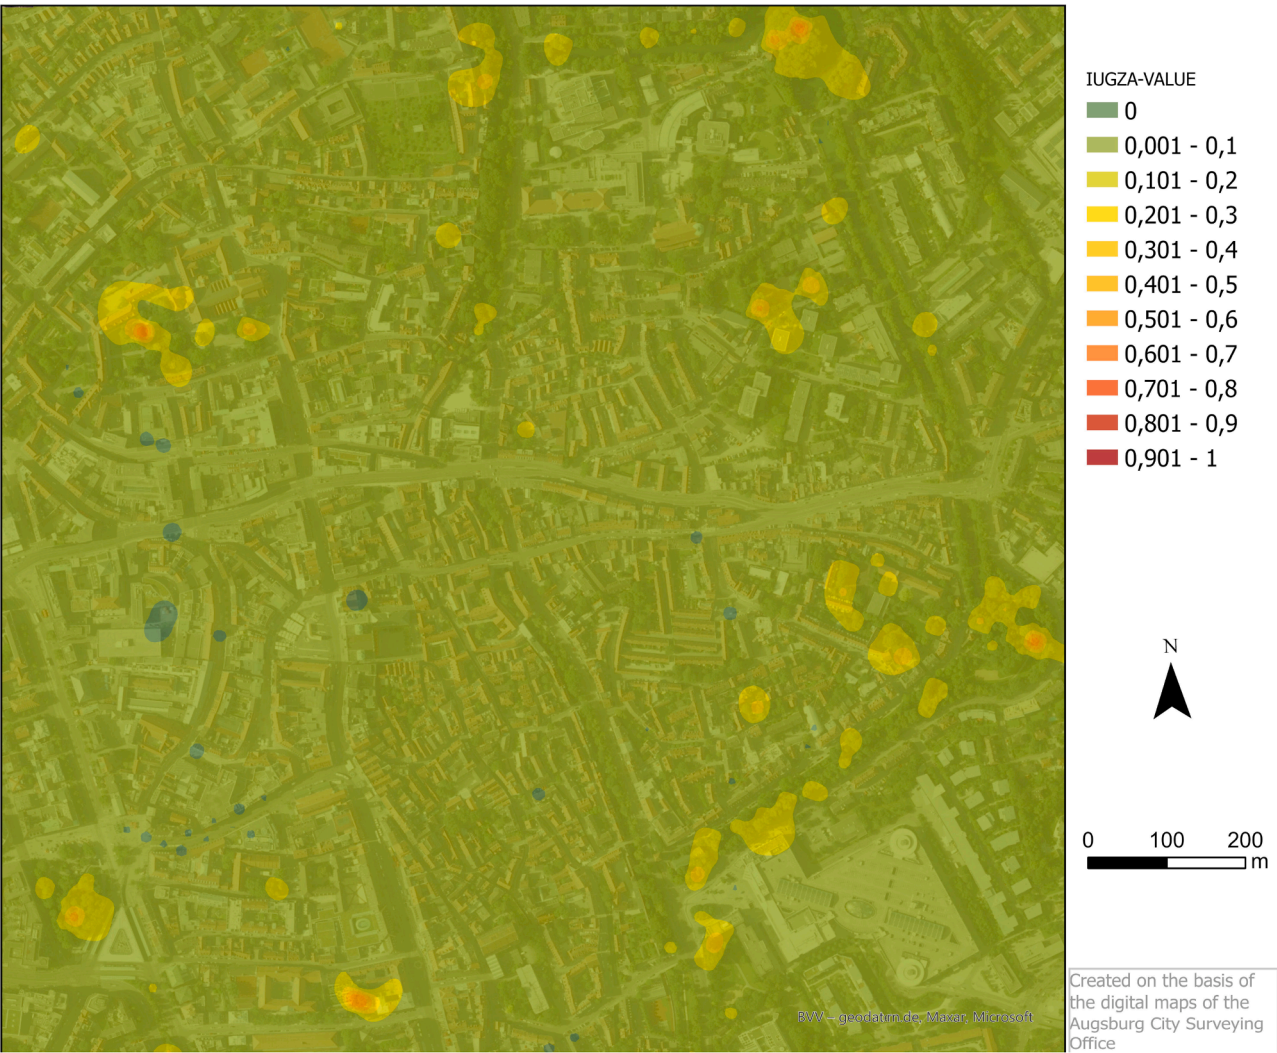 IUGZA-VALUE
0
0,001 - 0,1
0,101 - 0,2
0,201 - 0,3
0,301 - 0,4
0,401 - 0,5
0,501 - 0,6
0,601 - 0,7
0,701 - 0,8
0,801 - 0,9
0,901 - 1
N
0 100 200
m
Created on the basis of
the digital maps of the
Augsburg City Surveying
Office
BVV – geodatirn.de, Maxar, Microsoft